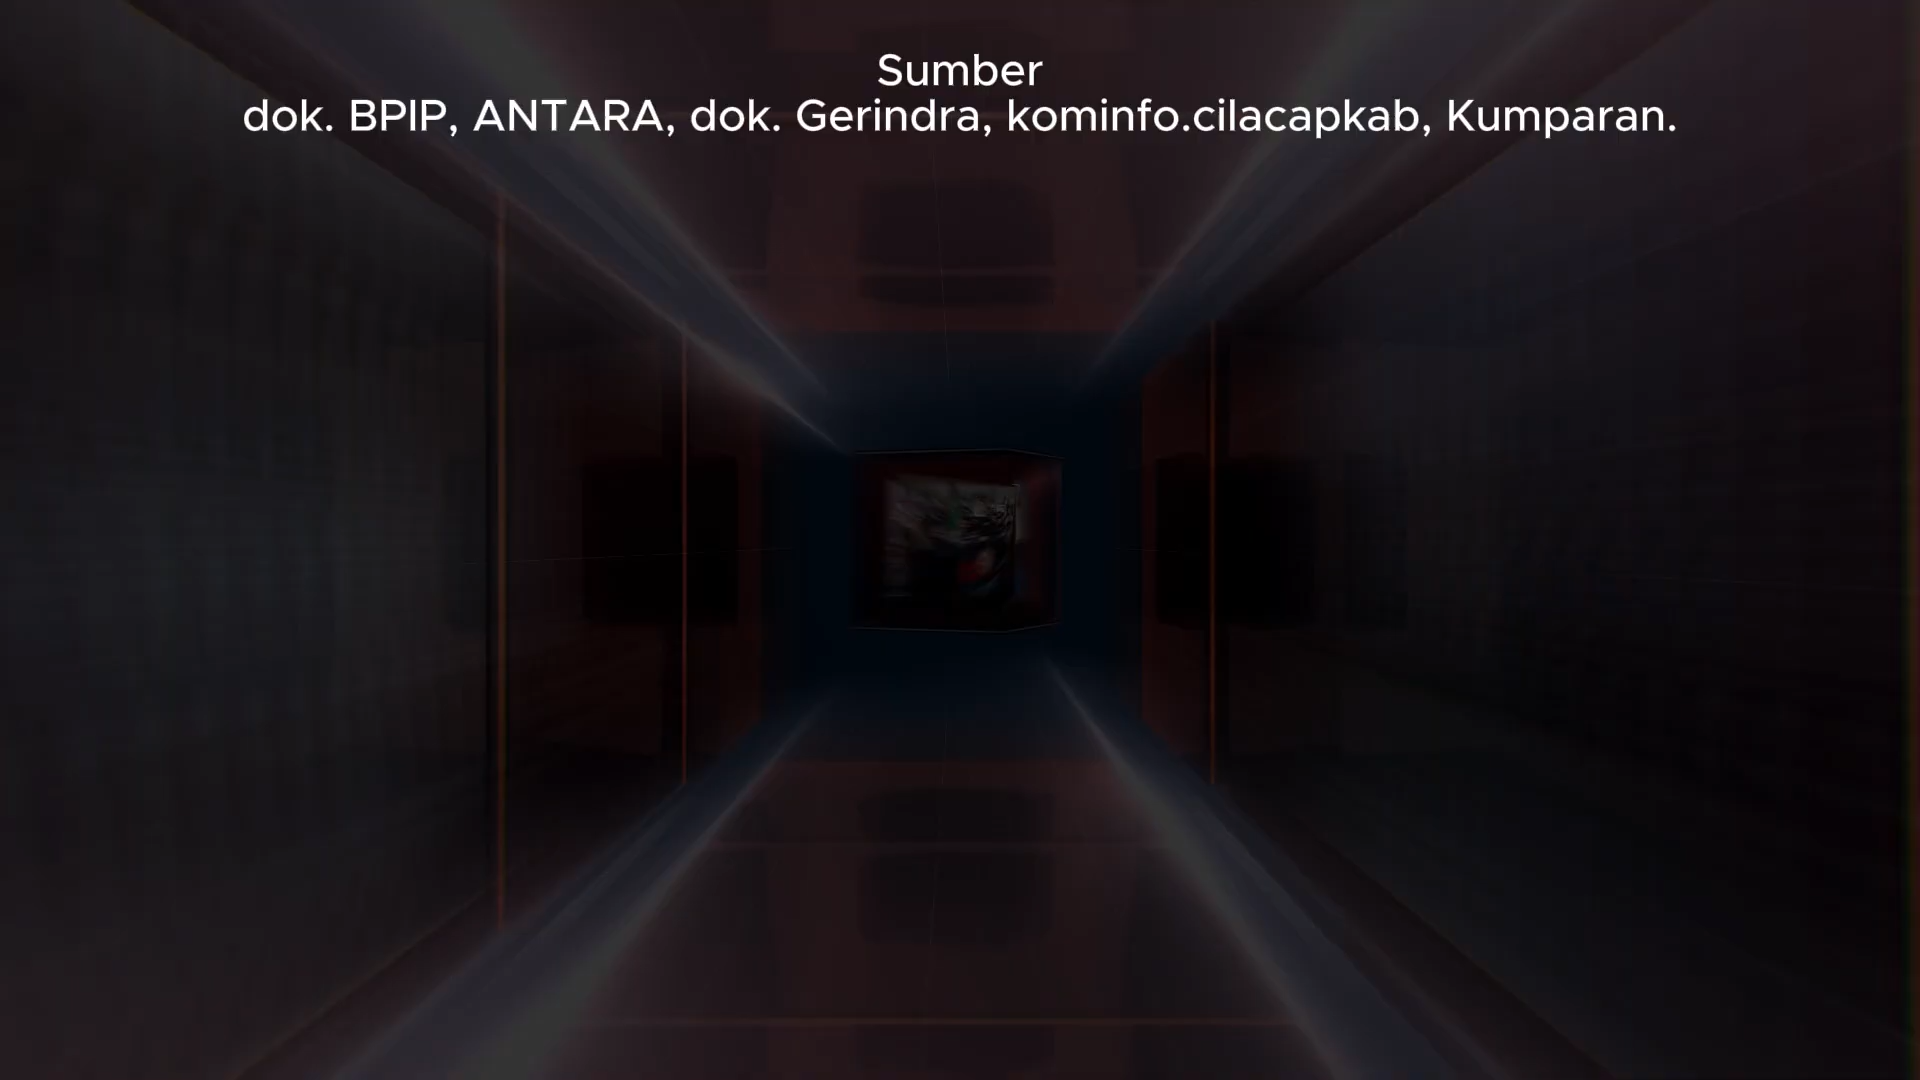 Sumber
dok. BPIP, ANTARA, dok. Gerindra, kominfo.cilacapkab, Kumparan.